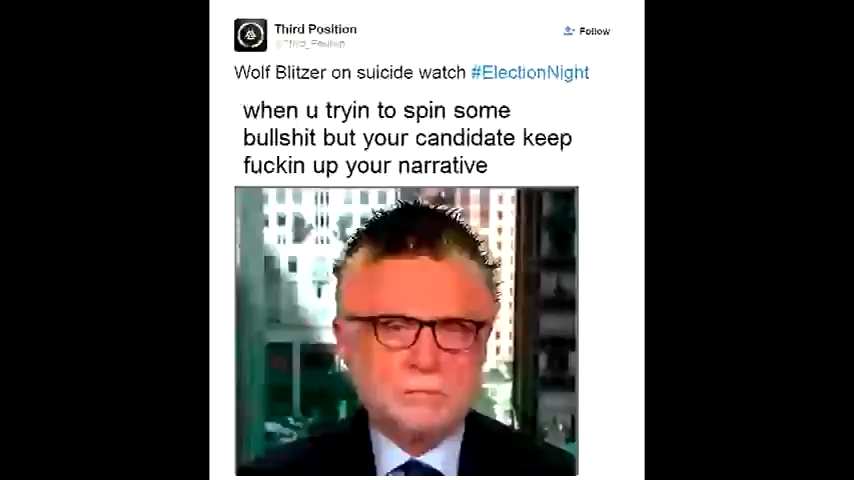 Third Position
Follow
Wolf Blitzer on suicide watch #ElectionNight
when u tryin to spin some
bullshit but your candidate keep
fuckin up your narrative